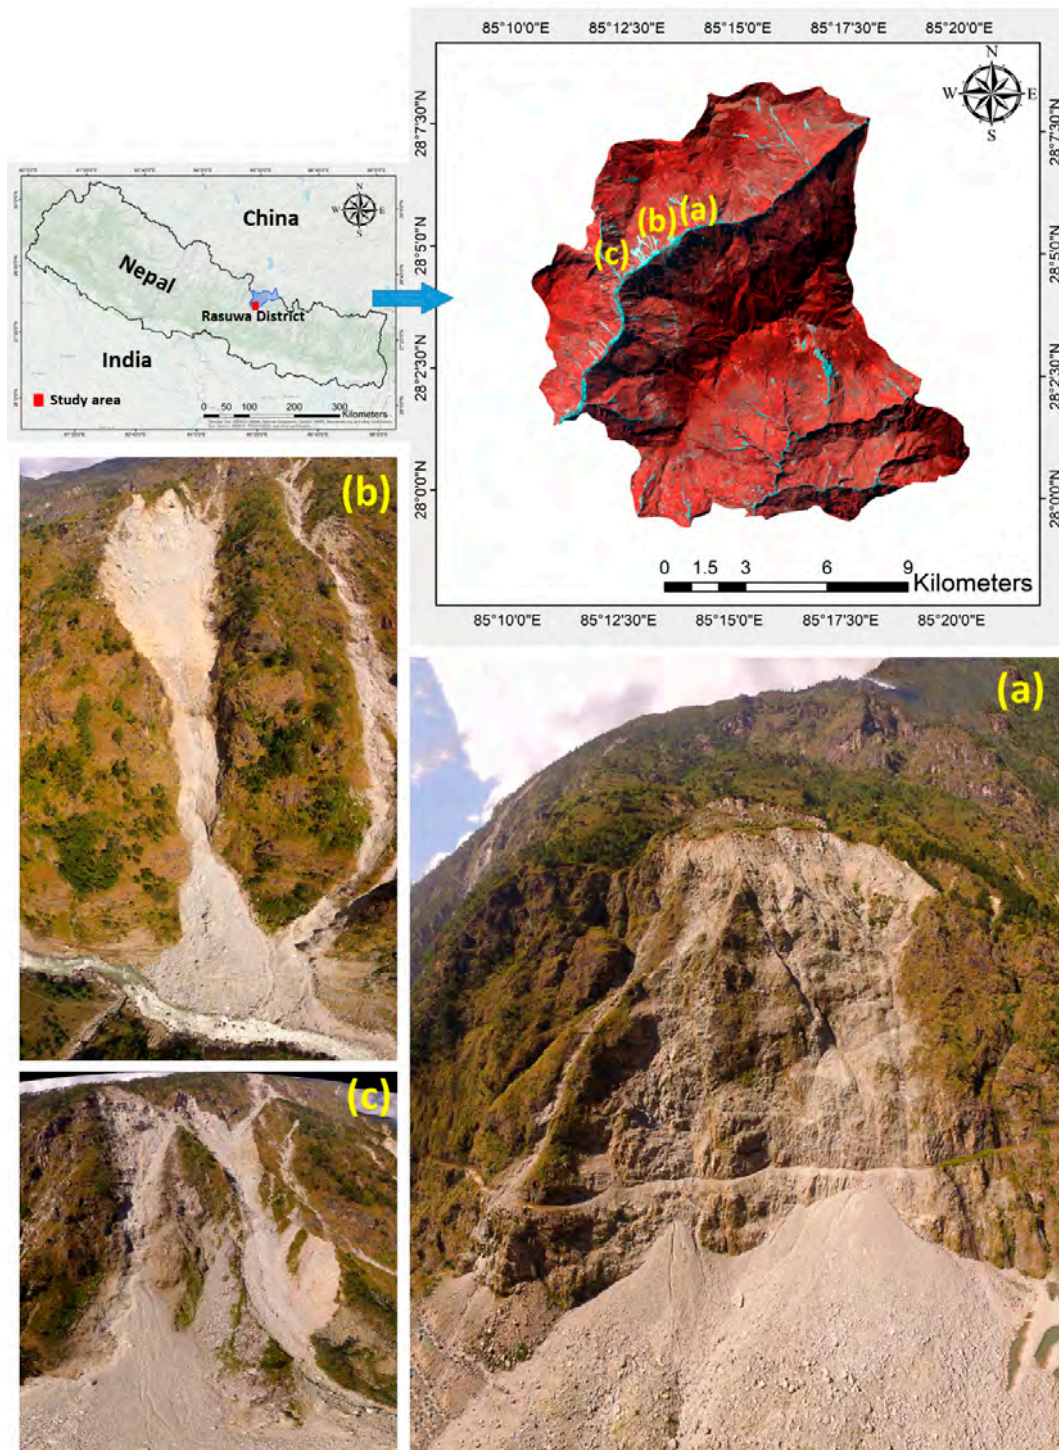 85°10'0"E 85°12'30"E 85°15'0"E 85°17'30"E 85°20'0"E
N
W E
S
28°7'30"N
28°5'0"N
28°2'30"N
28°0'0"N
28°7'30"N
28°5'0"N
28°2'30"N
28°0'0"N
(a)
(b)
(c)
0 1.5 3 6 9
Kilometers
85°10'0"E 85°12'30"E 85°15'0"E 85°17'30"E 85°20'0"E
China
N
W E
S
Nepal
Rasuwa District
India
Study area
0 50 100 200 300
Kilometers
(b)
(a)
(c)